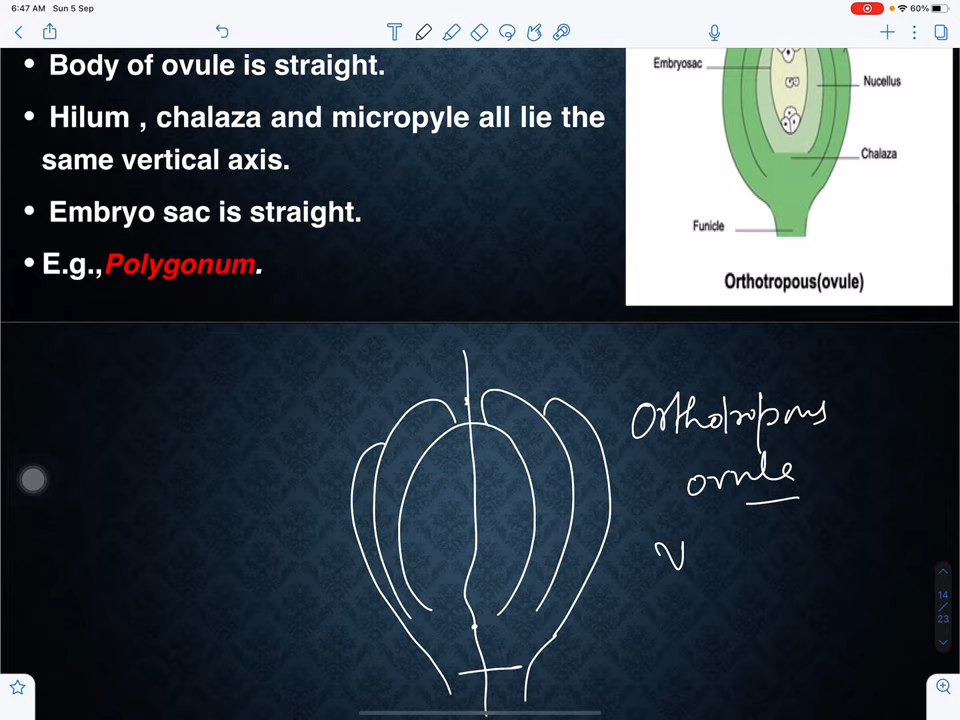 6:47 AM Sun 5 Sep
60%
• Body of ovule is straight.
• Hilum , chalaza and micropyle all lie the
same vertical axis.
• Embryo sac is straight.
• E.g.,Polygonum.
Embryosac
Nucellus
Chalaza
Funicle
Orthotropous(ovule)
Orthotropous
ovule
14
/
23